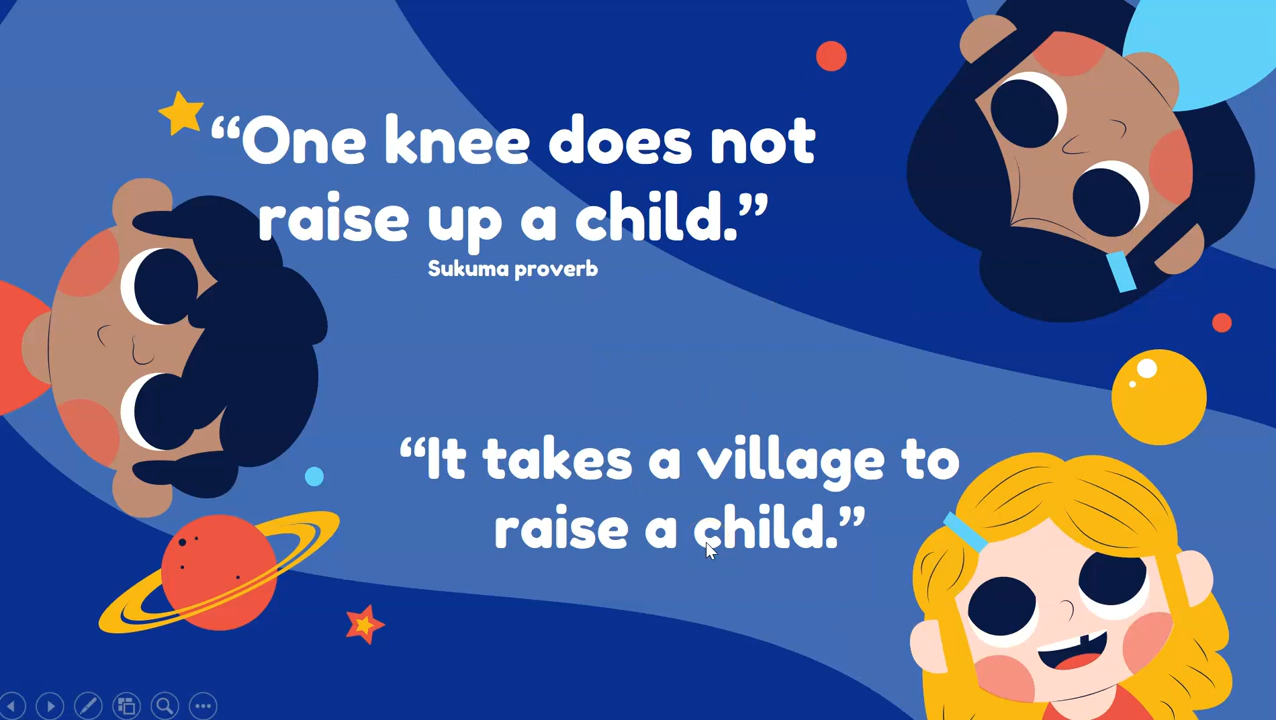 “One knee does not
raise up a child.”
Sukuma proverb
“It takes a village to
raise a child.”